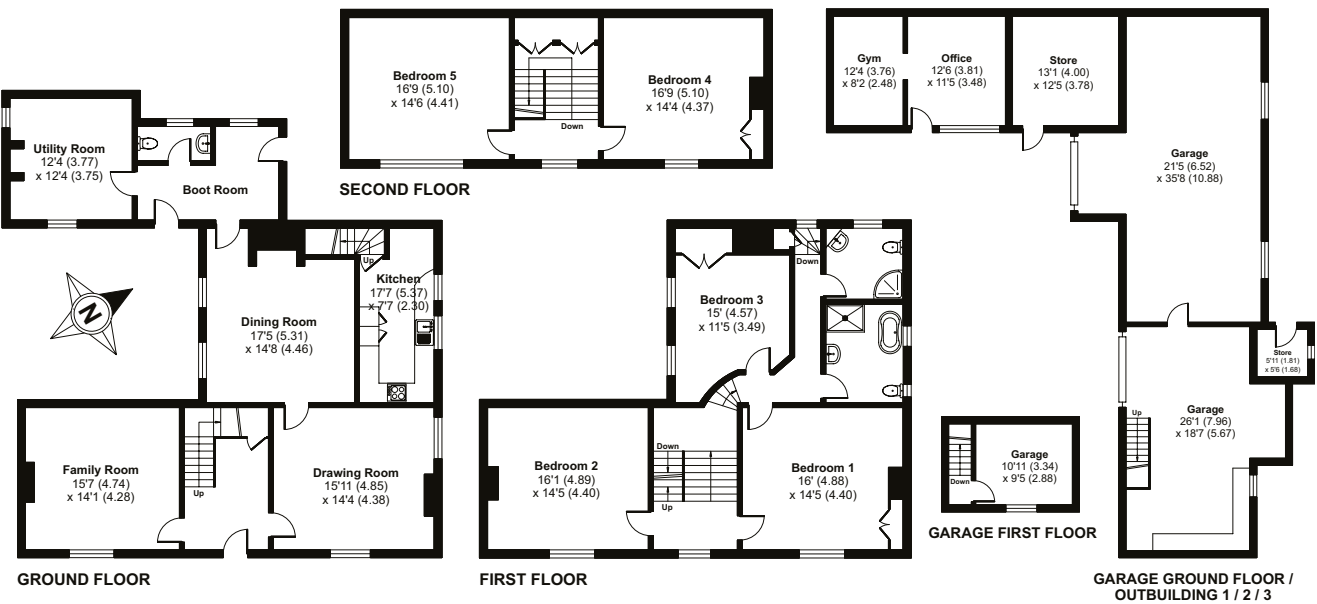 Bedroom 5
16'9 (5.10)
x 14'6 (4.41)
Bedroom 4
16'9 (5.10)
x 14'4 (4.37)
Down
SECOND FLOOR
Gym
12'4 (3.76)
x 8'2 (2.48)
Office
12'6 (3.81)
x 11'5 (3.48)
Store
13'1 (4.00)
x 12'5 (3.78)
Garage
21'5 (6.52)
x 35'8 (10.88)
Utility Room
12'4 (3.77)
x 12'4 (3.75)
Boot Room
N
Up
Kitchen
17'7 (5.37)
x 7'7 (2.30)
Dining Room
17'5 (5.31)
x 14'8 (4.46)
Family Room
15'7 (4.74)
x 14'1 (4.28)
Up
Drawing Room
15'11 (4.85)
x 14'4 (4.38)
GROUND FLOOR
Down
Bedroom 3
15' (4.57)
x 11'5 (3.49)
Bedroom 2
16'1 (4.89)
x 14'5 (4.40)
Down
Up
Bedroom 1
16' (4.88)
x 14'5 (4.40)
FIRST FLOOR
Down
Garage
10'11 (3.34)
x 9'5 (2.88)
GARAGE FIRST FLOOR
Store
5'11 (1.81)
x 5'6 (1.68)
Up
Garage
26'1 (7.96)
x 18'7 (5.67)
GARAGE GROUND FLOOR /
OUTBUILDING 1 / 2 / 3